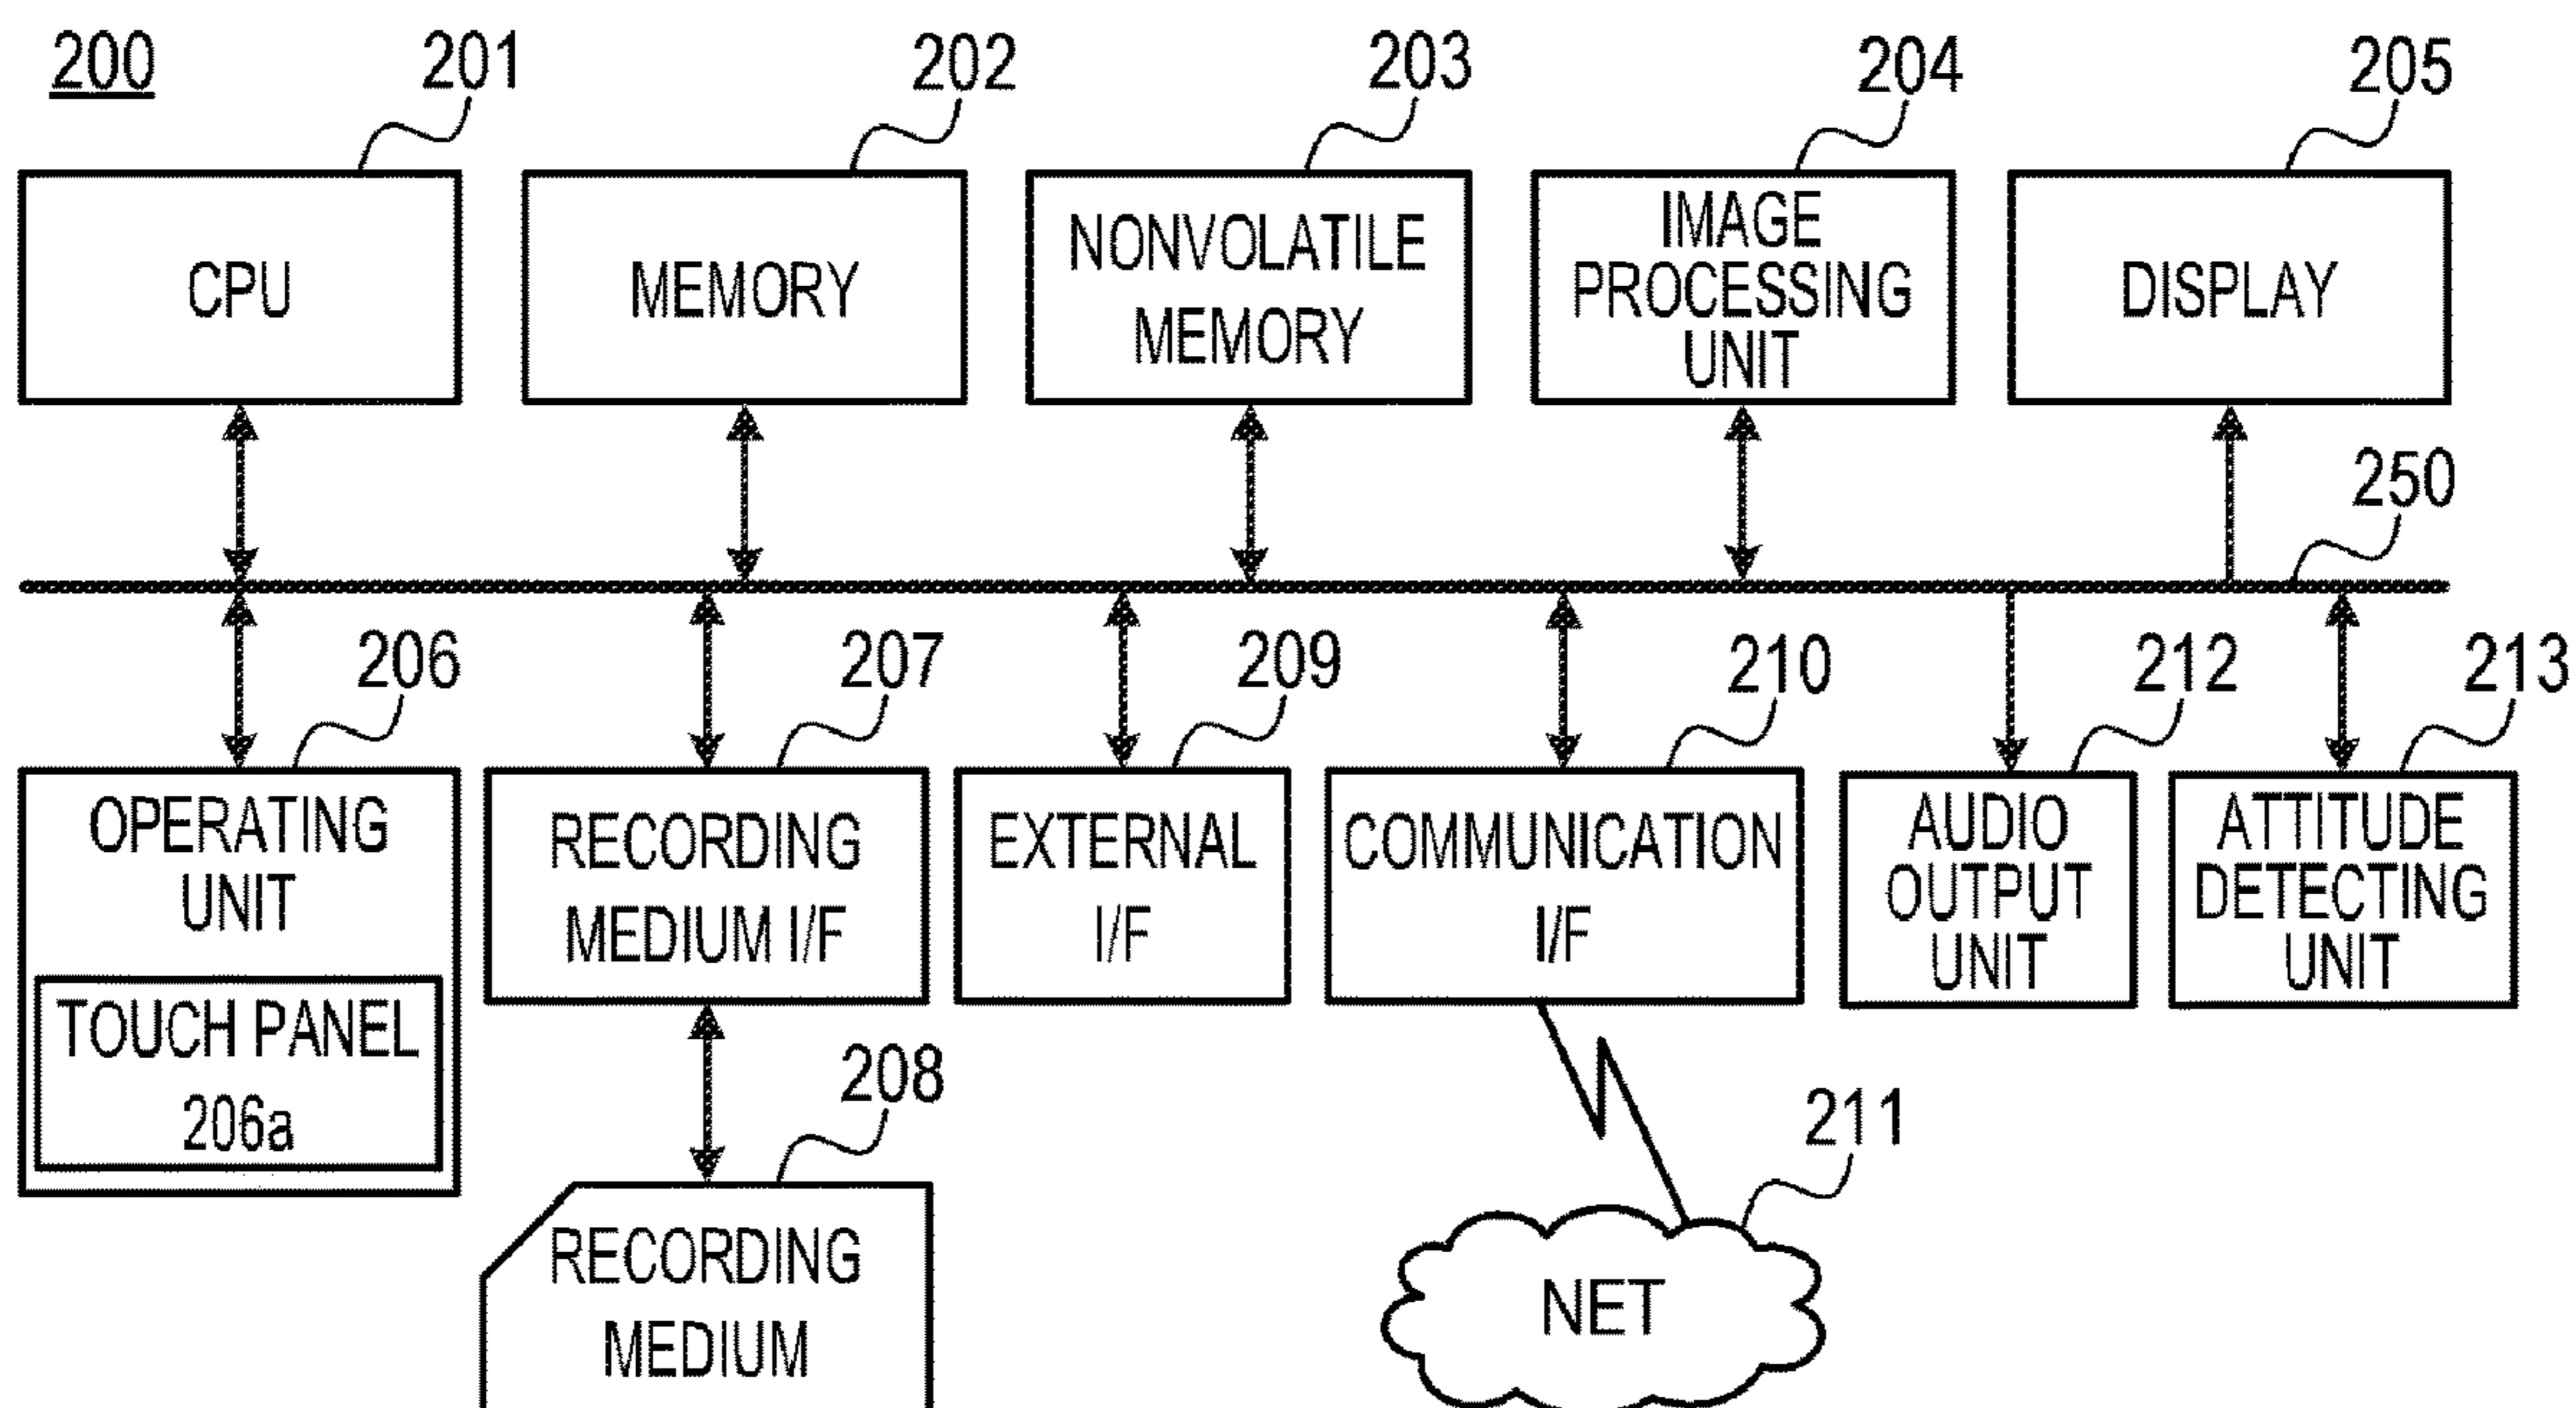 200
201
202
203
204
205
CPU
MEMORY
NONVOLATILE
MEMORY
IMAGE
PROCESSING
UNIT
DISPLAY
250
206
207
209
210
212
213
OPERATING
UNIT
TOUCH PANEL
206a
RECORDING
MEDIUM I/F
EXTERNAL
I/F
COMMUNICATION
I/F
AUDIO
OUTPUT
UNIT
ATTITUDE
DETECTING
UNIT
208
211
RECORDING
MEDIUM
NET